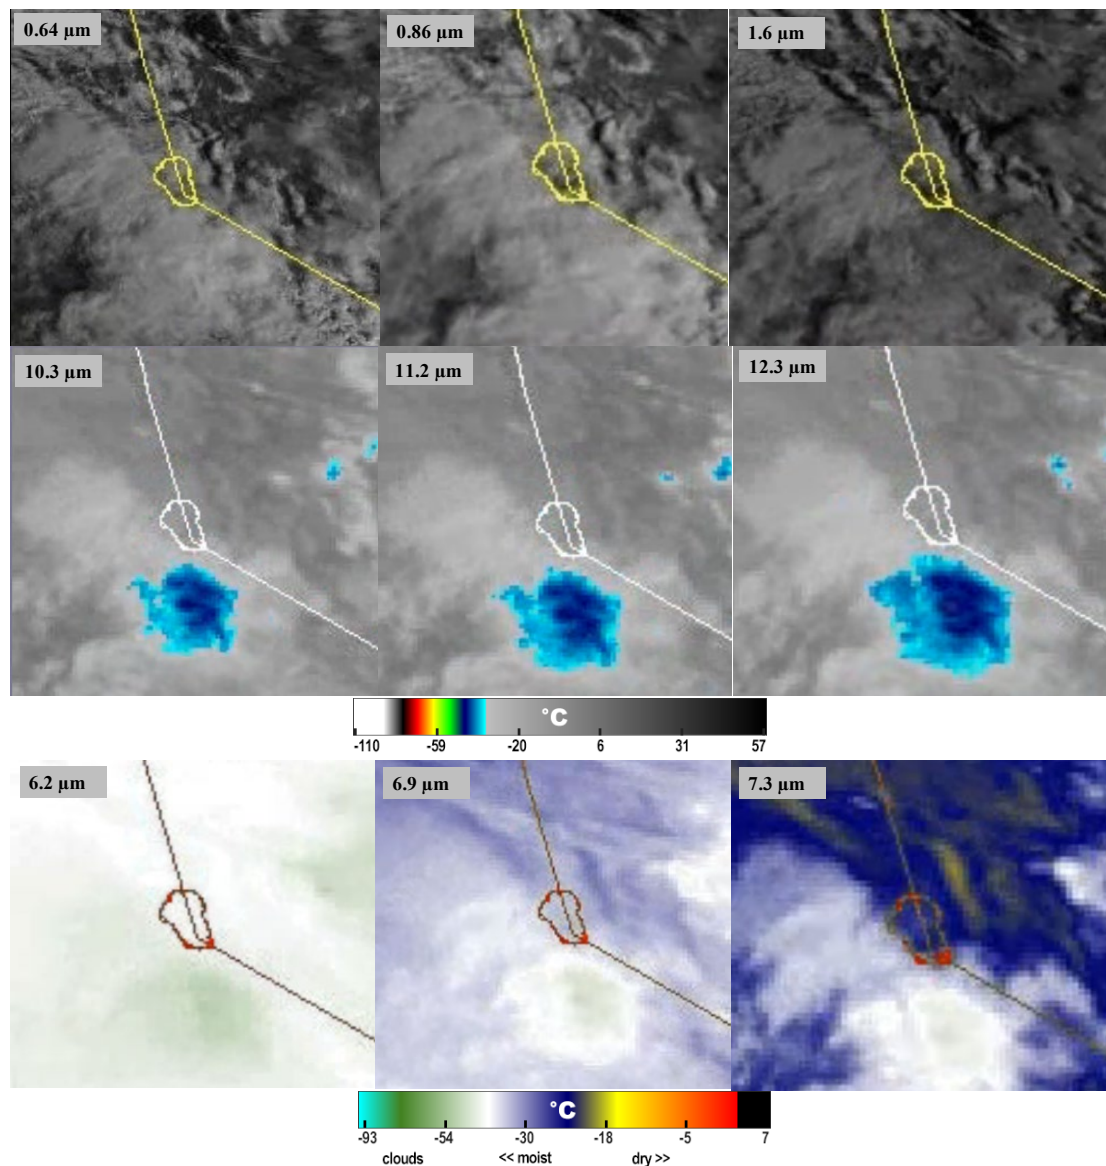 0.64 µm
0.86 µm
1.6 µm
10.3 µm
11.2 µm
12.3 µm
°C
-110 -59 -20 6 31 57
6.2 µm
6.9 µm
7.3 µm
°C
-93 -54 -30 -18 -5 7
clouds << moist dry >>